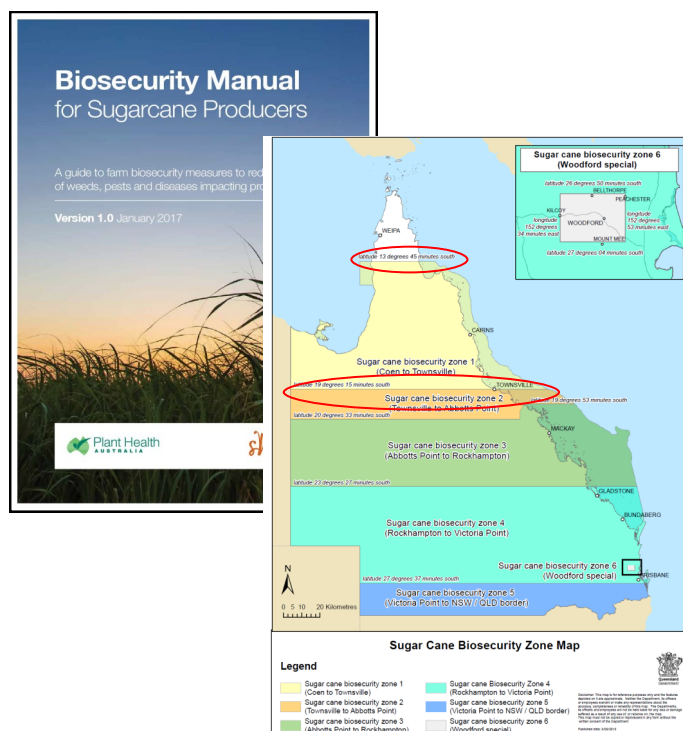 Biosecurity Manual
for Sugarcane Producers
A guide to farm biosecurity measures to red
of weeds, pests and diseases impacting pro
Version 1.0 January 2017
Plant Health
AUSTRALIA
Sugar cane biosecurity zone 6
(Woodford special)
latitude 26 degrees 50 minutes south
BELLTHORPE
PEACHESTER
KILCOY
longitude
152 degrees
34 minutes east
WOODFORD
longitude
152 degrees
53 minutes east
MOUNT MEE
latitude 27 degrees 04 minutes south
WEIPA
latitude 13 degrees 45 minutes south
CAIRNS
Sugar cane biosecurity zone 1
(Coen to Townsville)
latitude 19 degrees 15 minutes south
TOWNSVILLE
Sugar cane biosecurity zone 2
(Townsville to Abbotts Point)
latitude 19 degrees 53 minutes south
latitude 20 degrees 33 minutes south
MACKAY
Sugar cane biosecurity zone 3
(Abbotts Point to Rockhampton)
latitude 23 degrees 27 minutes south
GLADSTONE
BUNDABERG
Sugar cane biosecurity zone 4
(Rockhampton to Victoria Point)
Sugar cane biosecurity zone 6
(Woodford special)
BRISBANE
latitude 27 degrees 37 minutes south
Sugar cane biosecurity zone 5
(Victoria Point to NSW// QLD border)
N
0 5 10 20 Kilometres
Sugar Cane Biosecurity Zone Map
Legend
Sugar cane biosecurity zone 1
(Coen to Townsville)
Sugar cane biosecurity zone 2
(Townsville to Abbotts Point)
Sugar cane biosecurity zone 3
(Abbotts Point to Rockhampton)
Sugar cane Biosecurity Zone 4
(Rockhampton to Victoria Point)
Sugar cane biosecurity zone 5
(Victoria Point to NSW / QLD border)
Sugar cane biosecurity zone 6
(Woodford special)
Queensland
Government